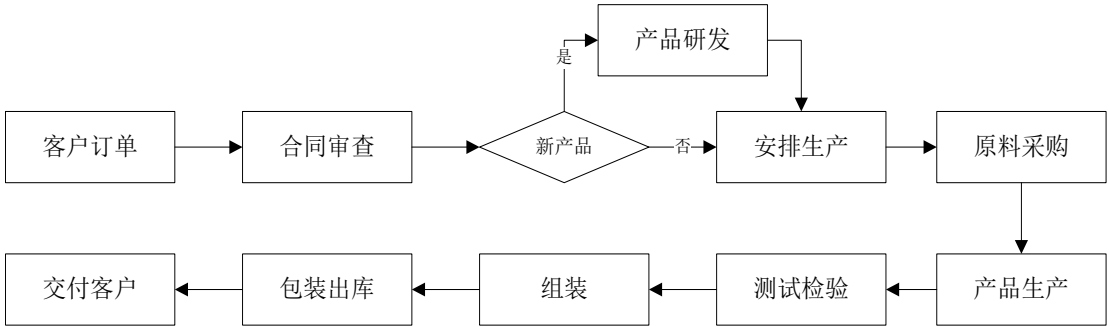 产品研发
是
客户订单
合同审查
新产品
否
安排生产
原料采购
交付客户
包装出库
组装
测试检验
产品生产